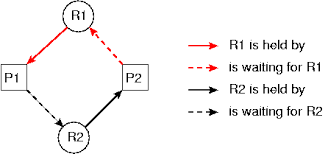 R1
R1 is held by
P1
P2
is waiting for R1
R2 is held by
R2
is waiting for R2